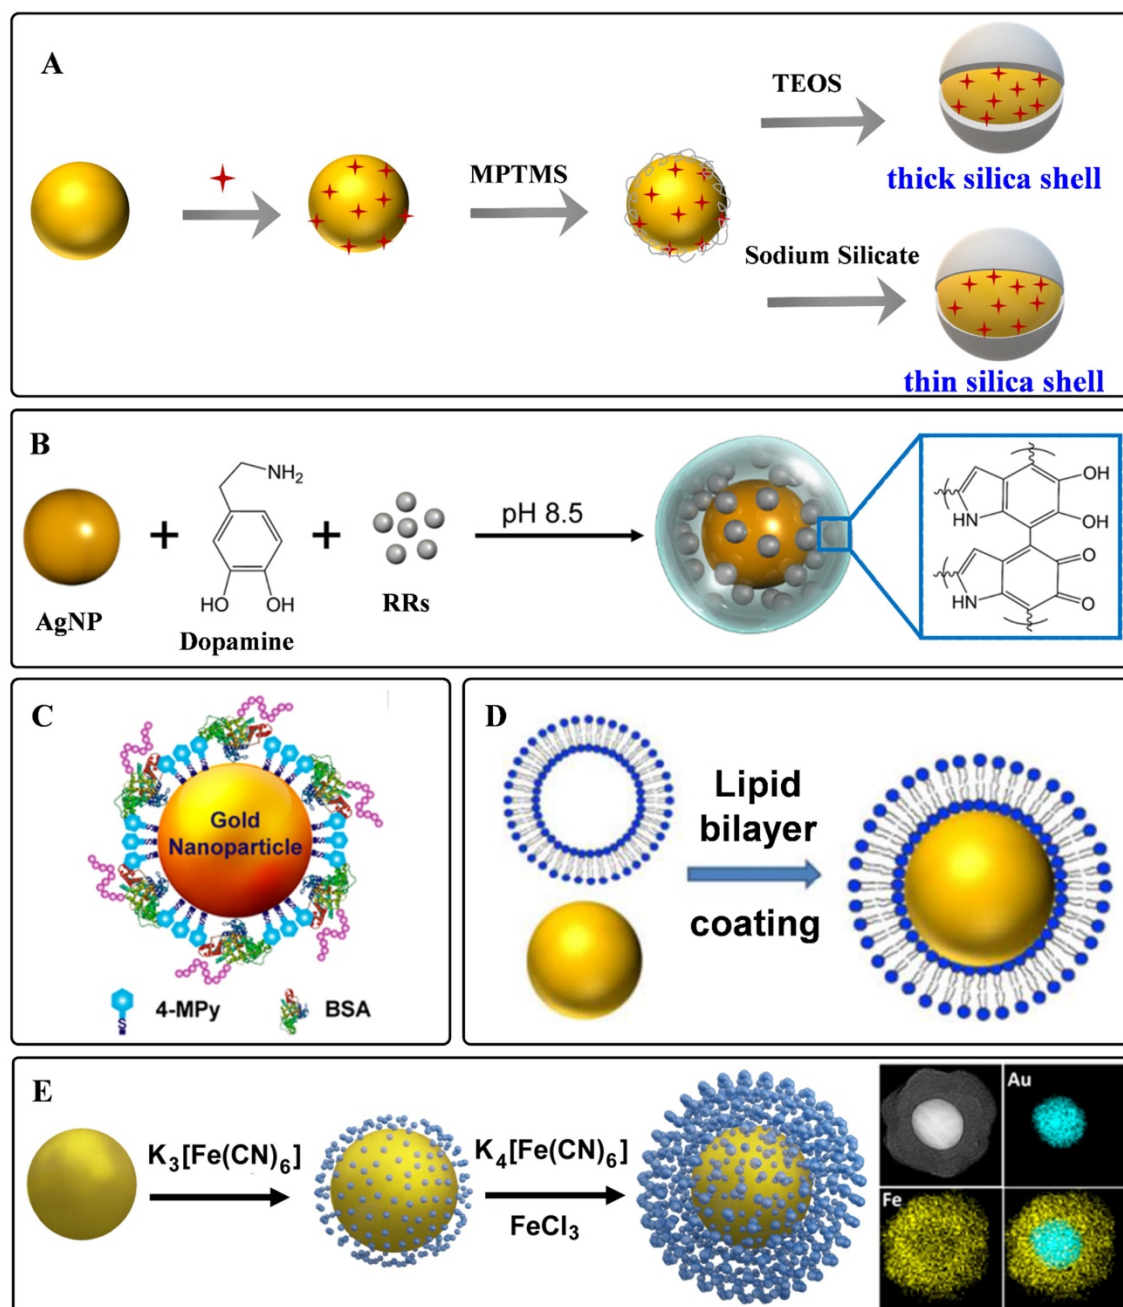 A
MPTMS
TEOS
thick silica shell
Sodium Silicate
thin silica shell
B
AgNP
+
NH₂
HO
OH
Dopamine
+
RRs
pH 8.5
OH
HN
OH
O
HN
O
C
Gold
Nanoparticle
S
4-MPy
BSA
D
Lipid
bilayer
coating
E
K₃[Fe(CN)₆]
K₄[Fe(CN)₆]
FeCl₃
Au
Fe